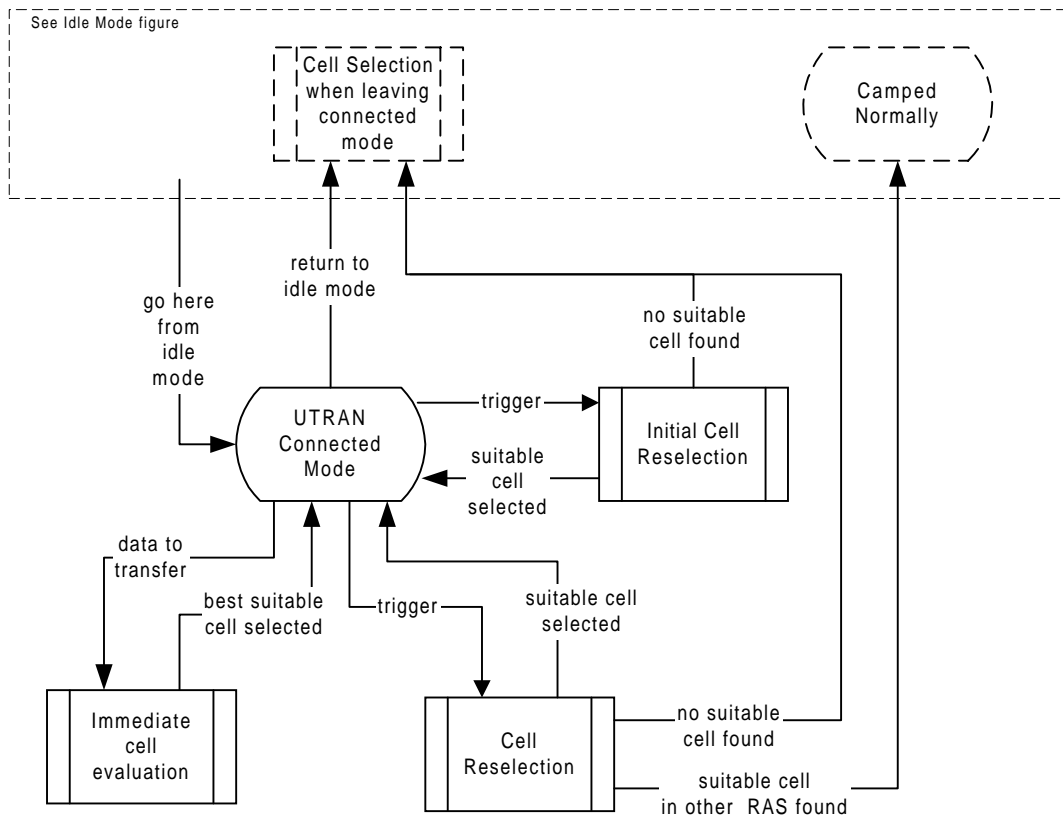 See Idle Mode figure
Cell Selection
when leaving
connected
mode
Camped
Normally
return to
idle mode
go here
from
idle
mode
no suitable
cell found
UTRAN
Connected
Mode
trigger
Initial Cell
Reselection
suitable
cell
selected
data to
transfer
best suitable
cell selected
trigger
suitable cell
selected
Immediate
cell
evaluation
Cell
Reselection
no suitable
cell found
suitable cell
in other RAS found